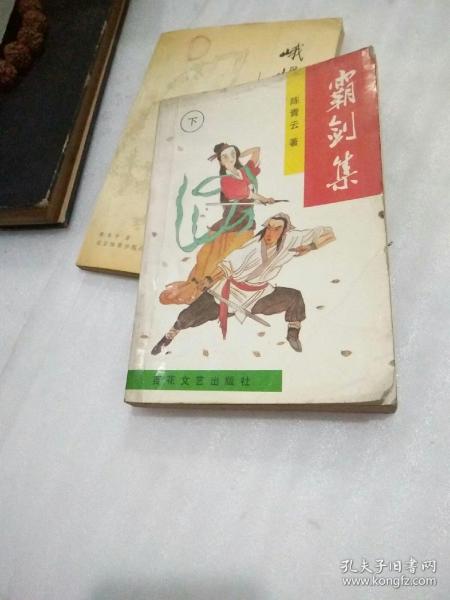 霸剑集
陈青云 著
下
百花文艺出版社
峨
孔夫子旧书网
www.kongfz.com